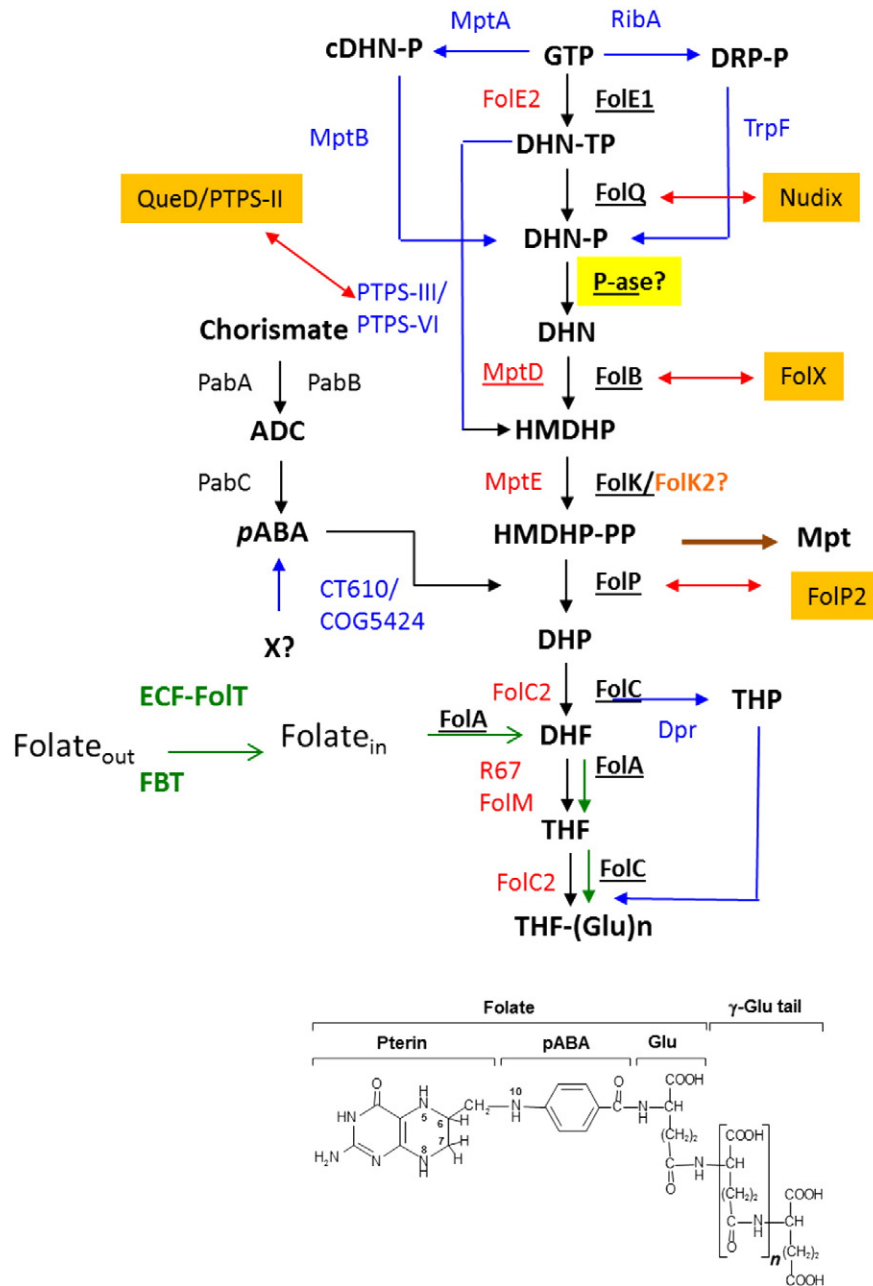 MptA RibA
cDHN-P GTP DRP-P
FolE2 FolE1
MptB DHN-TP TrpF
QueD/PTPS-II FolQ Nudix
DHN-P
PTPS-III/ P-ase?
PTPS-VI
Chorismate DHN
PabA PabB MptD FolB FolX
ADC HMDHP
PabC MptE FolK/FolK2?
pABA HMDHP-PP Mpt
CT610/ FolP FolP2
COG5424
X? DHP
ECF-FolT FolC2 FolC THP
Folate out Folate in FolA DHF Dpr
FBT R67 FolA
FolM
THF
FolC2 FolC
THF-(Glu)n
Folate γ-Glu tail
Pterin pABA Glu
O H N 5 6 CH2 N H 10 O C NH CH COOH
HN 7 H H (CH2)2 COOH
H2N N N H 8 H C NH CH
O (CH2)2 COOH
C NH CH
O n (CH2)2
COOH